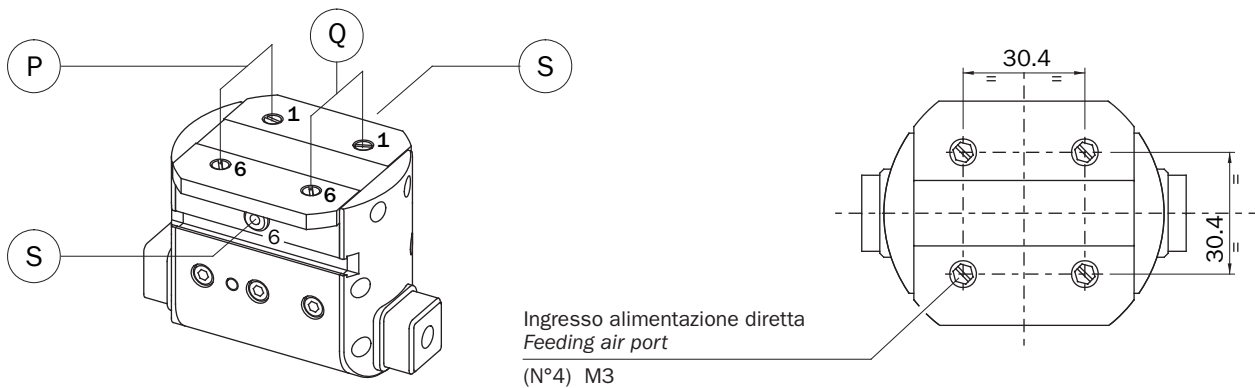 P
Q
S
1
1
6
6
S
6
30.4
= =
30.4
=
=
Ingresso alimentazione diretta
Feeding air port
(N°4) M3